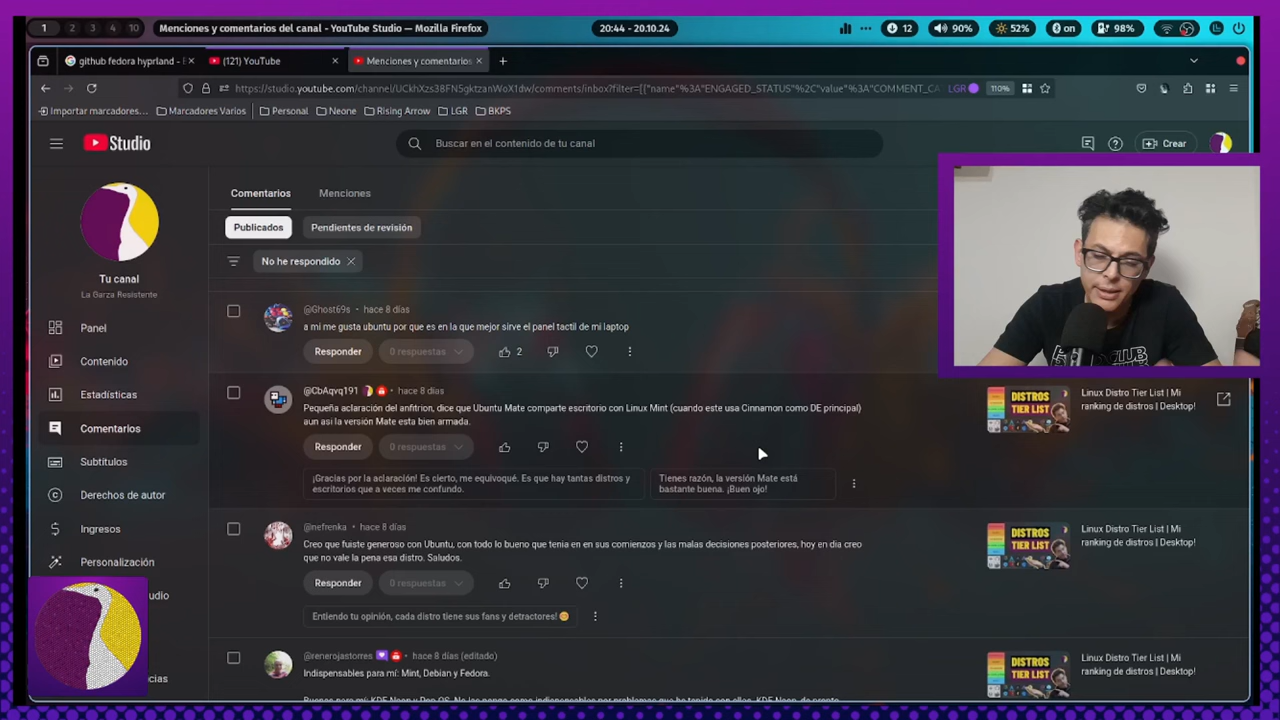 1 2 3 4 10 Menciones y comentarios del canal - YouTube Studio — Mozilla Firefox 20:44 - 20.10.24 12 90% 52% on 98%
github fedora hyprland - (121) YouTube Menciones y comentarios
110%
Importar marcadores... Marcadores Varios Personal Neone Rising Arrow LGR BKPS
Studio
Buscar en el contenido de tu canal
Crear
Comentarios Menciones
Publicados Pendientes de revisión
No he respondido
Tu canal
La Garza Resistente
Panel
Contenido
Estadísticas
Comentarios
Subtítulos
Derechos de autor
Ingresos
Personalización
@Ghost69s • hace 8 días
a mi me gusta ubuntu por que es en la que mejor sirve el panel tactil de mi laptop
Responder 0 respuestas 2
@CbAqvq191 • hace 8 días
Pequeña aclaración del anfitrion, dice que Ubuntu Mate comparte escritorio con Linux Mint (cuando este usa Cinnamon como DE principal)
aun asi la versión Mate esta bien armada.
Responder 0 respuestas
¡Gracias por la aclaración! Es cierto, me equivoqué. Es que hay tantas distros y
escritorios que a veces me confundo.
Tienes razón, la versión Mate está
bastante buena. ¡Buen ojo!
DISTROS
TIER LIST
Linux Distro Tier List | Mi
ranking de distros | Desktop!
@nefrenka • hace 8 días
Creo que fuiste generoso con Ubuntu, con todo lo bueno que tenia en en sus comienzos y las malas decisiones posteriores, hoy en dia creo
que no vale la pena esa distro. Saludos.
Responder 0 respuestas
Entiendo tu opinión, cada distro tiene sus fans y detractores! 😊
DISTROS
TIER LIST
Linux Distro Tier List | Mi
ranking de distros | Desktop!
@renerojastorres • hace 8 días (editado)
Indispensables para mí: Mint, Debian y Fedora.
DISTROS
TIER LIST
Linux Distro Tier List | Mi
ranking de distros | Desktop!